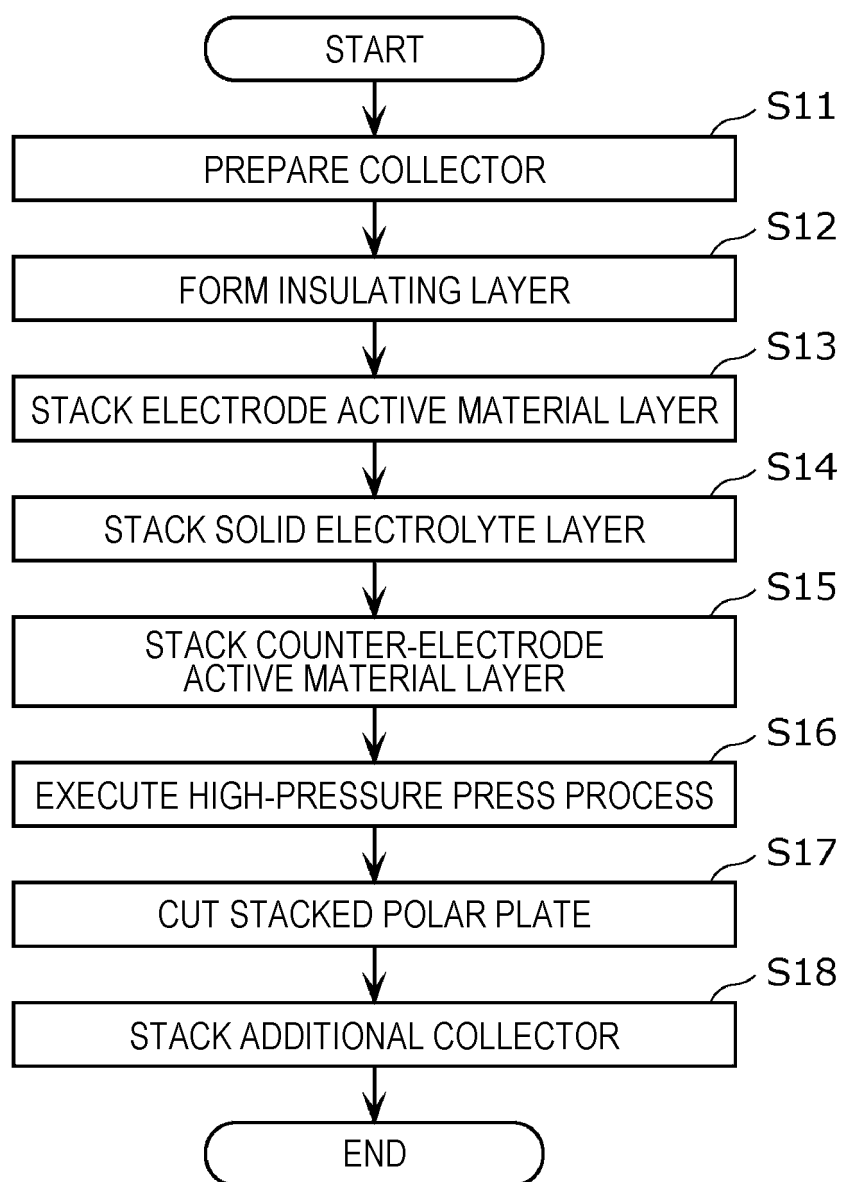 START
S11
PREPARE COLLECTOR
S12
FORM INSULATING LAYER
S13
STACK ELECTRODE ACTIVE MATERIAL LAYER
S14
STACK SOLID ELECTROLYTE LAYER
S15
STACK COUNTER-ELECTRODE
ACTIVE MATERIAL LAYER
S16
EXECUTE HIGH-PRESSURE PRESS PROCESS
S17
CUT STACKED POLAR PLATE
S18
STACK ADDITIONAL COLLECTOR
END